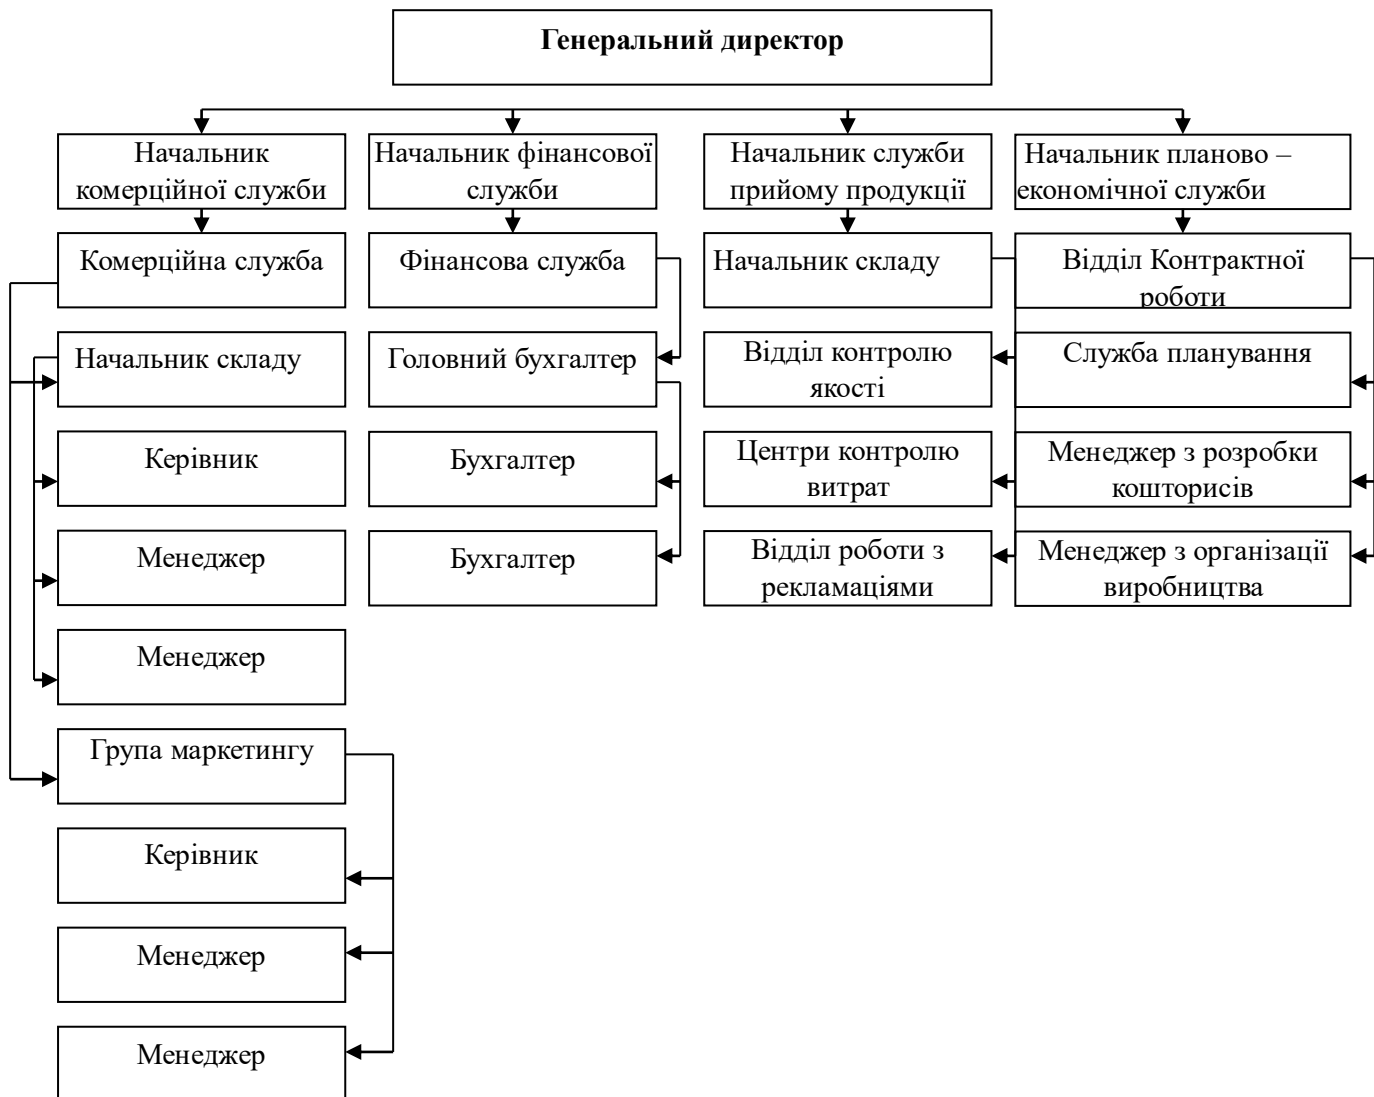 Генеральний директор
Начальник
комерційної служби
Начальник фінансової
служби
Начальник служби
прийому продукції
Начальник планово –
економічної служби
Комерційна служба
Фінансова служба
Начальник складу
Відділ Контрактної
роботи
Начальник складу
Головний бухгалтер
Відділ контролю
якості
Служба планування
Керівник
Бухгалтер
Центри контролю
витрат
Менеджер з розробки
кошторисів
Менеджер
Бухгалтер
Відділ роботи з
рекламаціями
Менеджер з організації
виробництва
Менеджер
Група маркетингу
Керівник
Менеджер
Менеджер